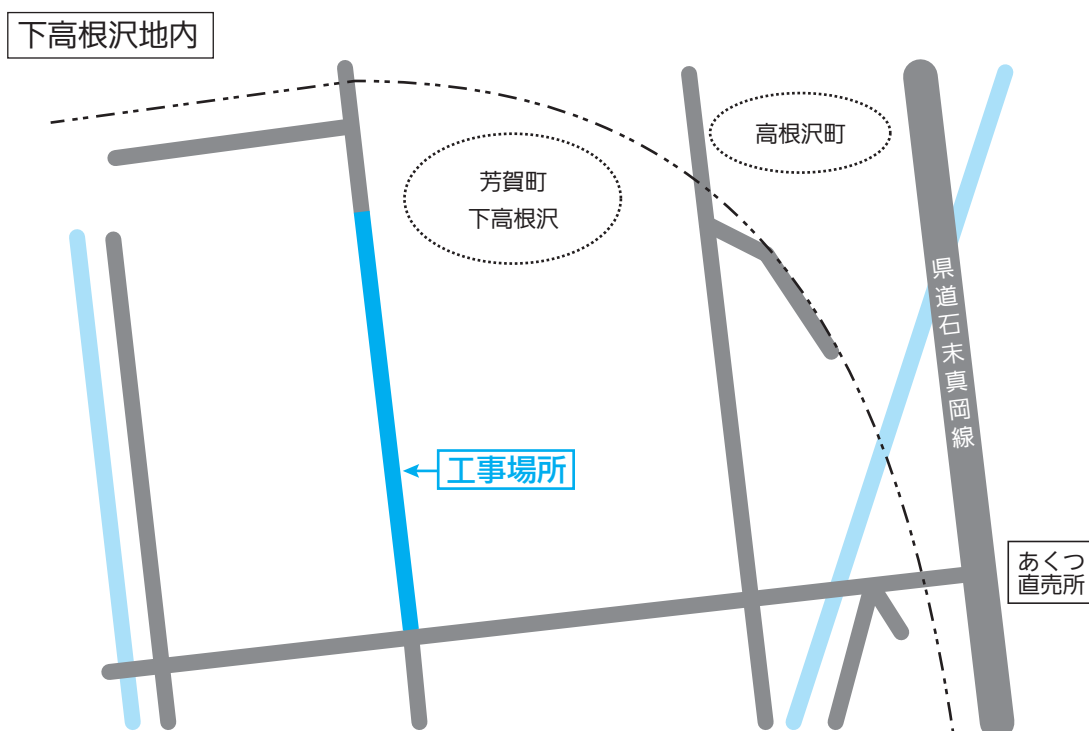 下高根沢地内
高根沢町
芳賀町
下高根沢
県道石末真岡線
工事場所
あくつ
直売所